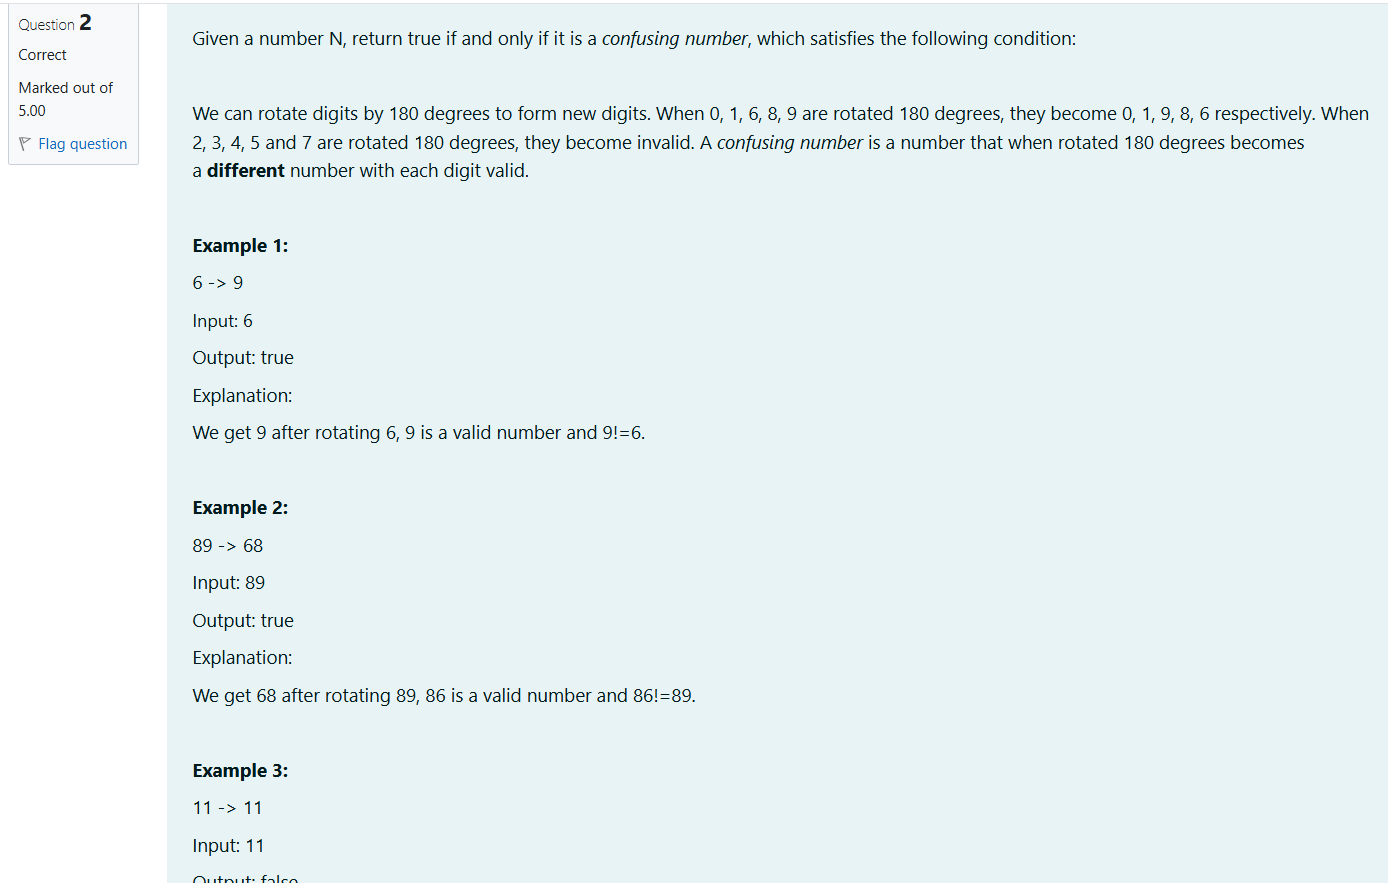 Question 2
Correct
Marked out of
5.00
Flag question
Given a number N, return true if and only if it is a confusing number, which satisfies the following condition:
We can rotate digits by 180 degrees to form new digits. When 0, 1, 6, 8, 9 are rotated 180 degrees, they become 0, 1, 9, 8, 6 respectively. When
2, 3, 4, 5 and 7 are rotated 180 degrees, they become invalid. A confusing number is a number that when rotated 180 degrees becomes
a different number with each digit valid.
Example 1:
6 -> 9
Input: 6
Output: true
Explanation:
We get 9 after rotating 6, 9 is a valid number and 9!=6.
Example 2:
89 -> 68
Input: 89
Output: true
Explanation:
We get 68 after rotating 89, 86 is a valid number and 86!=89.
Example 3:
11 -> 11
Input: 11
Output: false